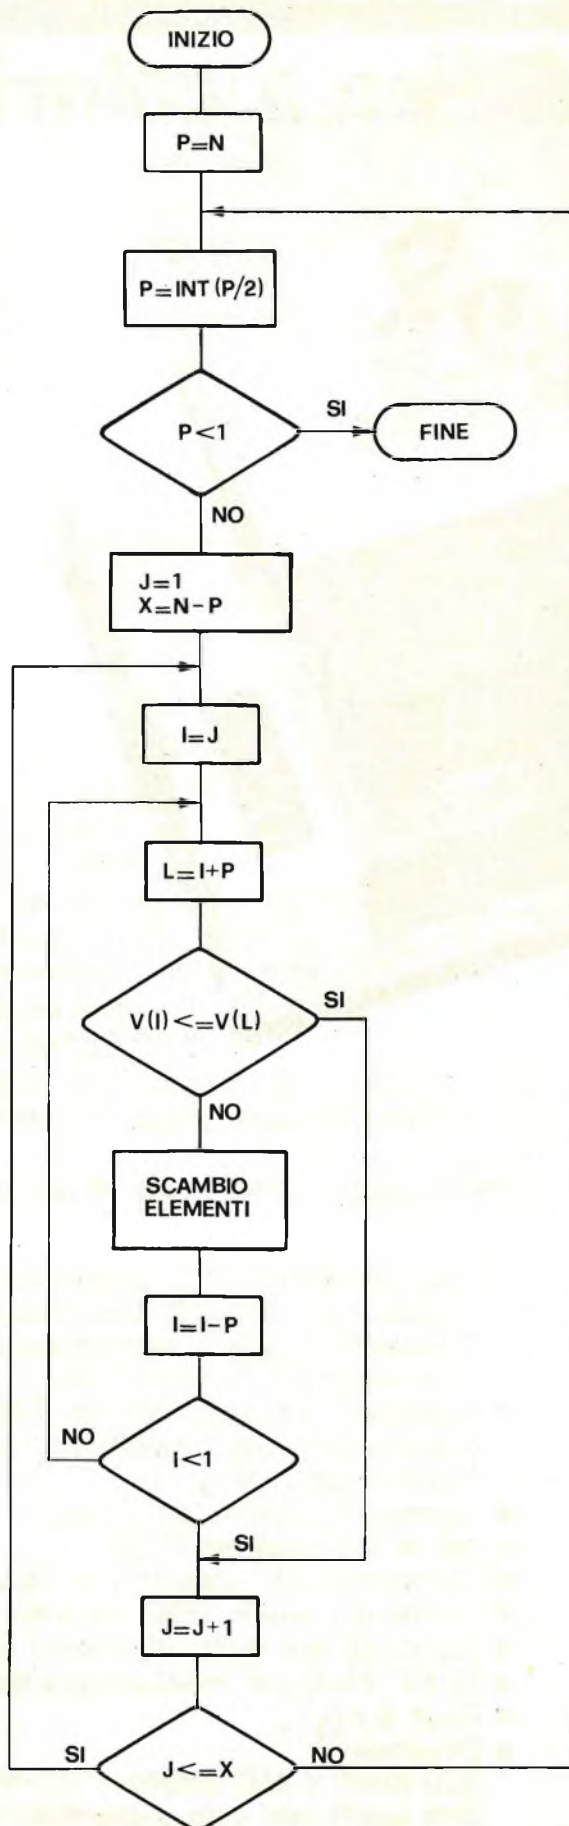 INIZIO
P=N
P=INT(P/2)
P<1
SI
FINE
NO
J=1
X=N-P
I=J
L=I+P
V(I)<=V(L)
SI
NO
SCAMBIO
ELEMENTI
I=I-P
NO
I<1
SI
J=J+1
SI
J<=X
NO